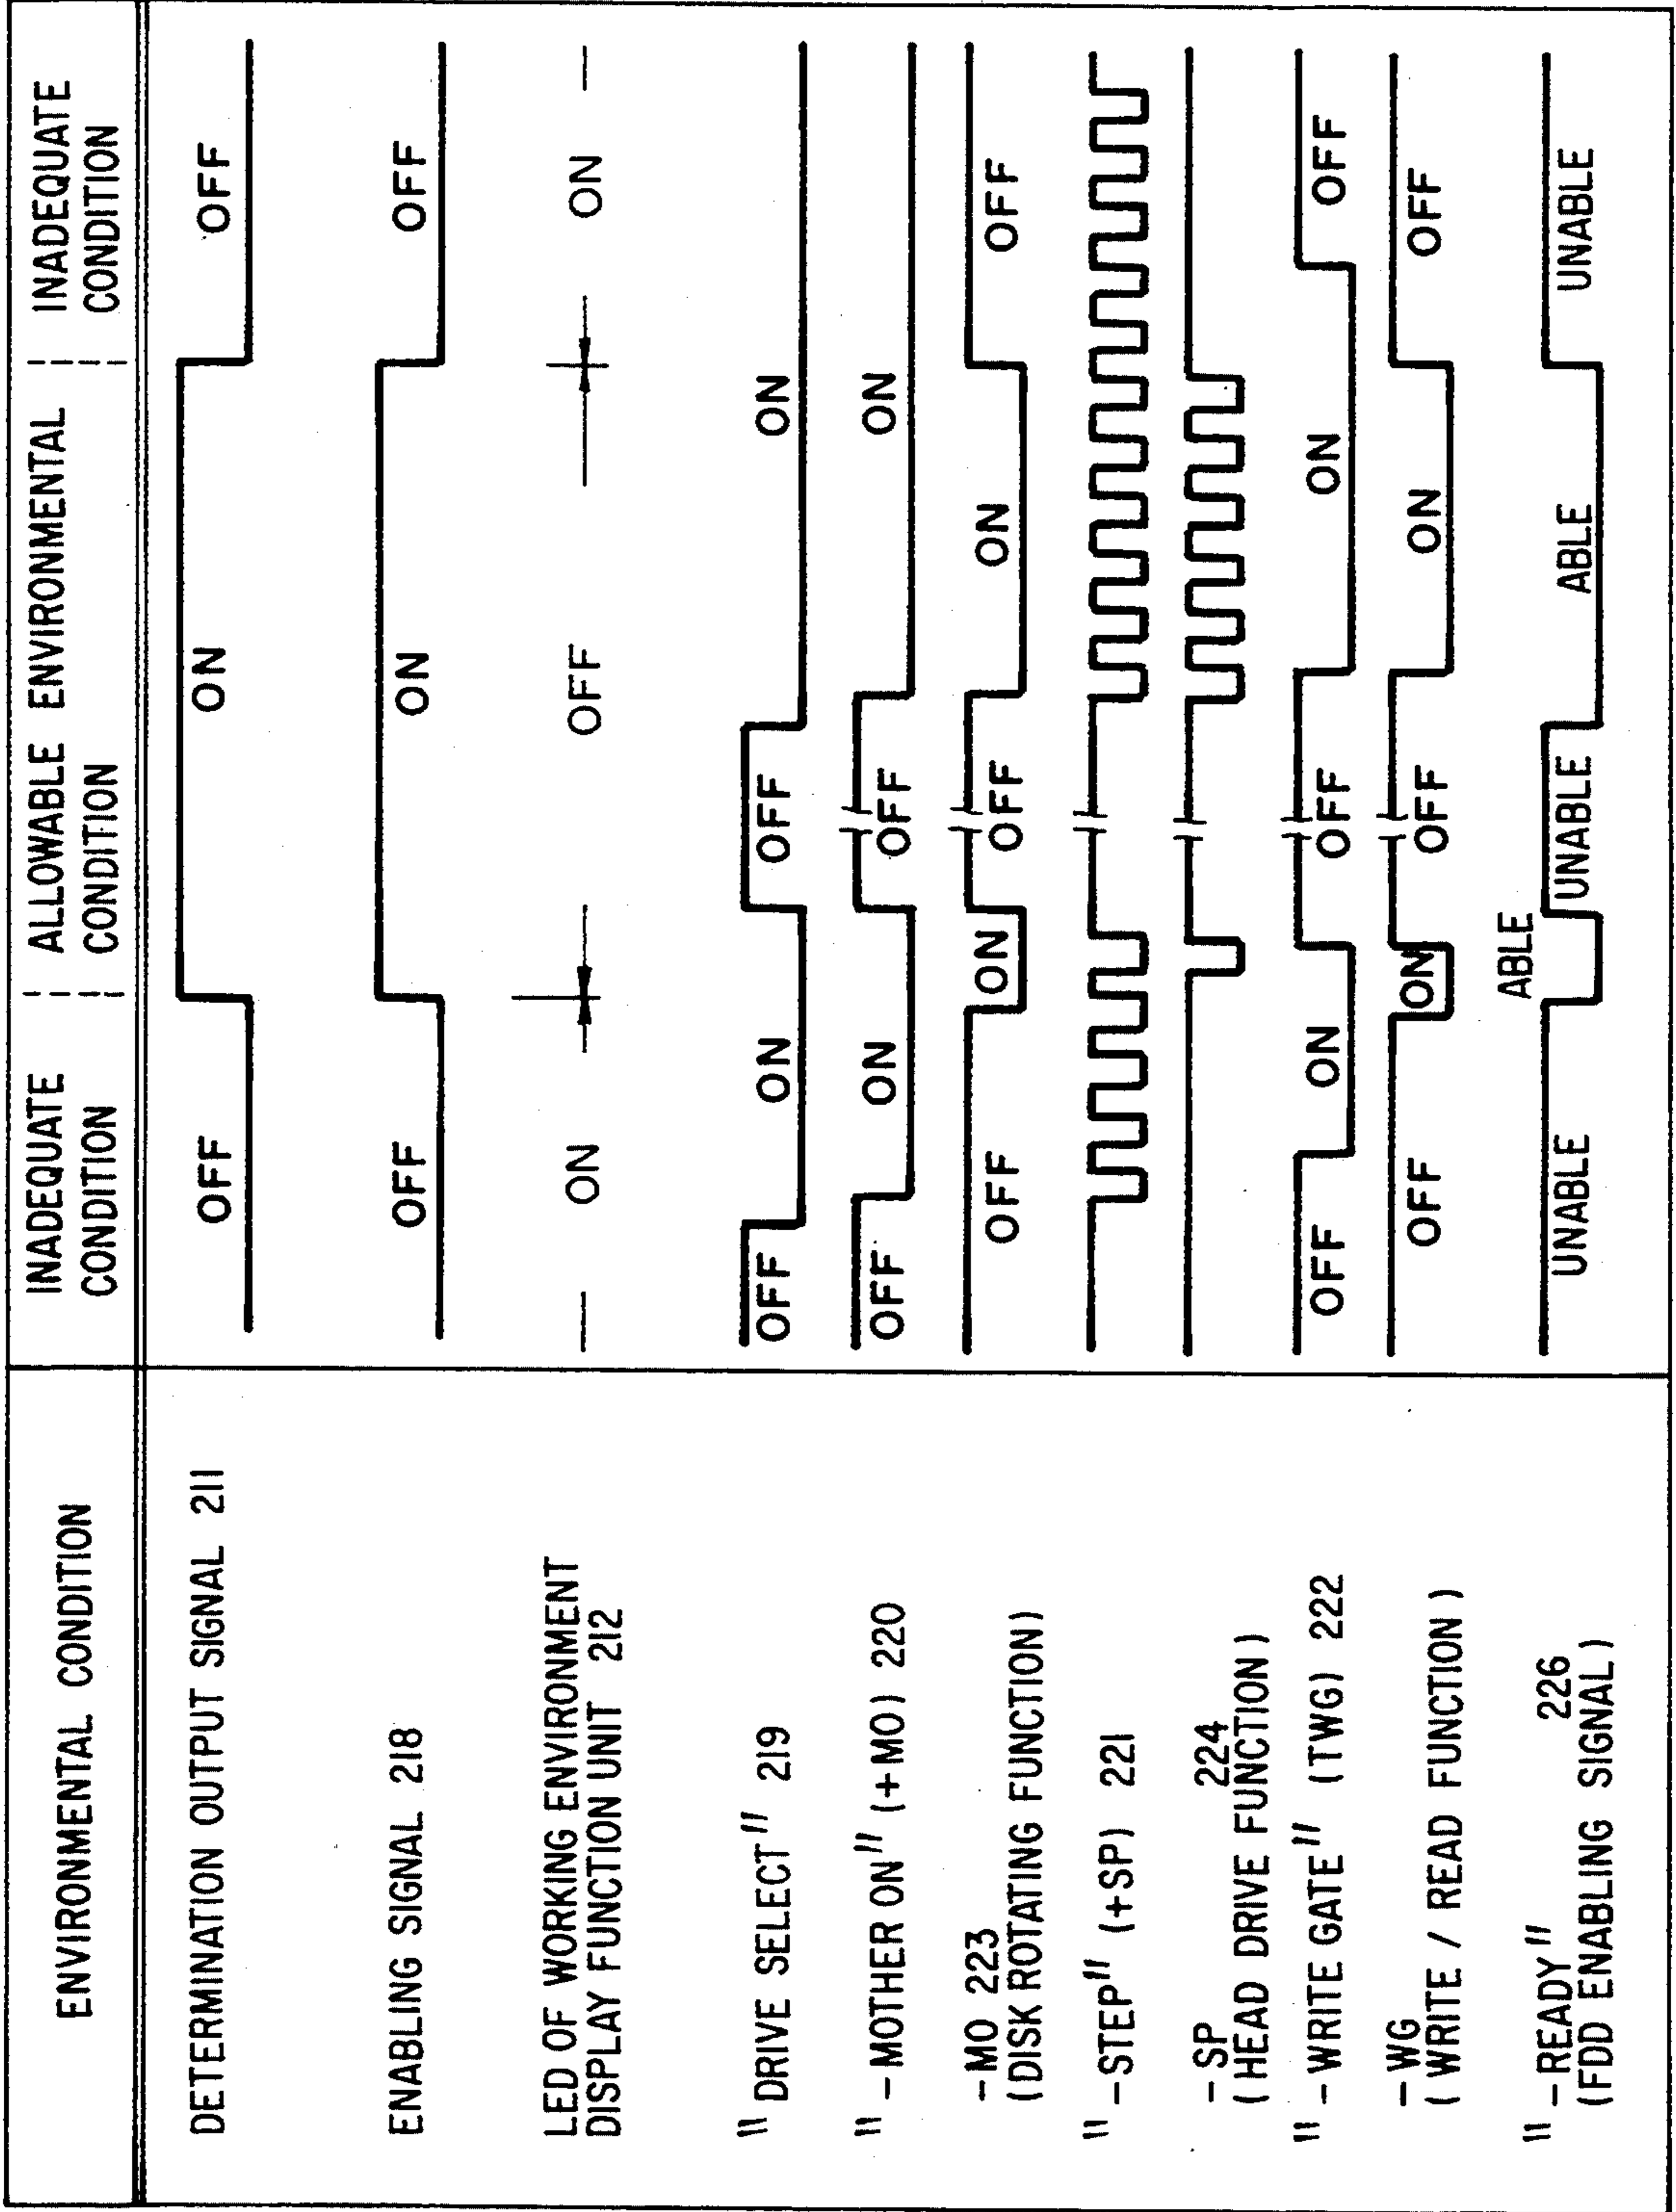 ENVIRONMENTAL CONDITION
INADEQUATE
CONDITION
ALLOWABLE ENVIRONMENTAL
CONDITION
INADEQUATE
CONDITION
DETERMINATION OUTPUT SIGNAL 211
OFF
ON
OFF
ENABLING SIGNAL 218
OFF
ON
OFF
LED OF WORKING ENVIRONMENT
DISPLAY FUNCTION UNIT 212
ON
OFF
ON
"DRIVE SELECT" 219
OFF
ON
OFF
ON
"-MOTHER ON" (+MO) 220
OFF
ON
OFF
ON
-MO 223
(DISK ROTATING FUNCTION)
OFF
ON
OFF
ON
OFF
"-STEP" (+SP) 221
-SP 224
(HEAD DRIVE FUNCTION)
"-WRITE GATE" (TWG) 222
OFF
ON
OFF
ON
OFF
-WG
(WRITE / READ FUNCTION)
OFF
ON
OFF
ON
OFF
"-READY" 226
(FDD ENABLING SIGNAL)
UNABLE
ABLE
UNABLE
ABLE
UNABLE